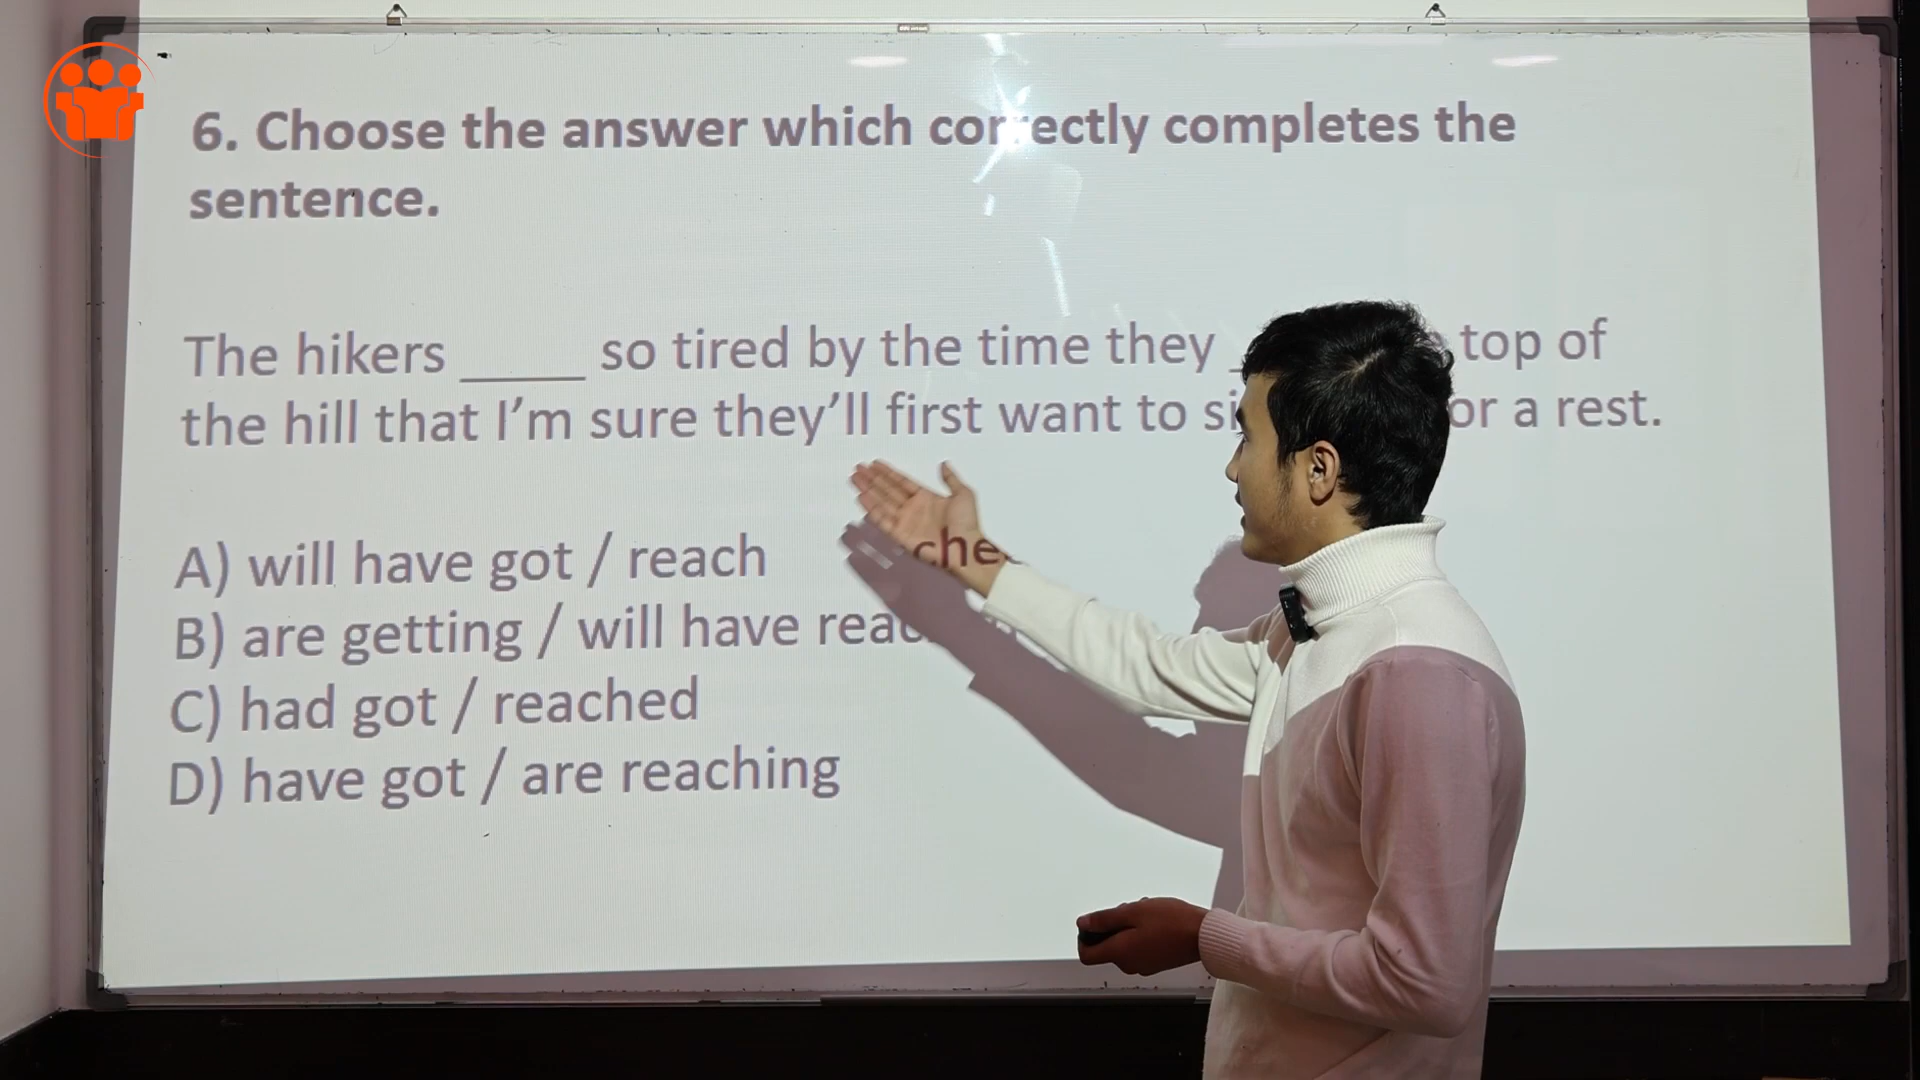 6. Choose the answer which correctly completes the
sentence.
The hikers _____ so tired by the time they _ top of
the hill that I’m sure they’ll first want to a rest.
A) will have got / reach
B) are getting / will have
C) had got / reached
D) have got / are reaching